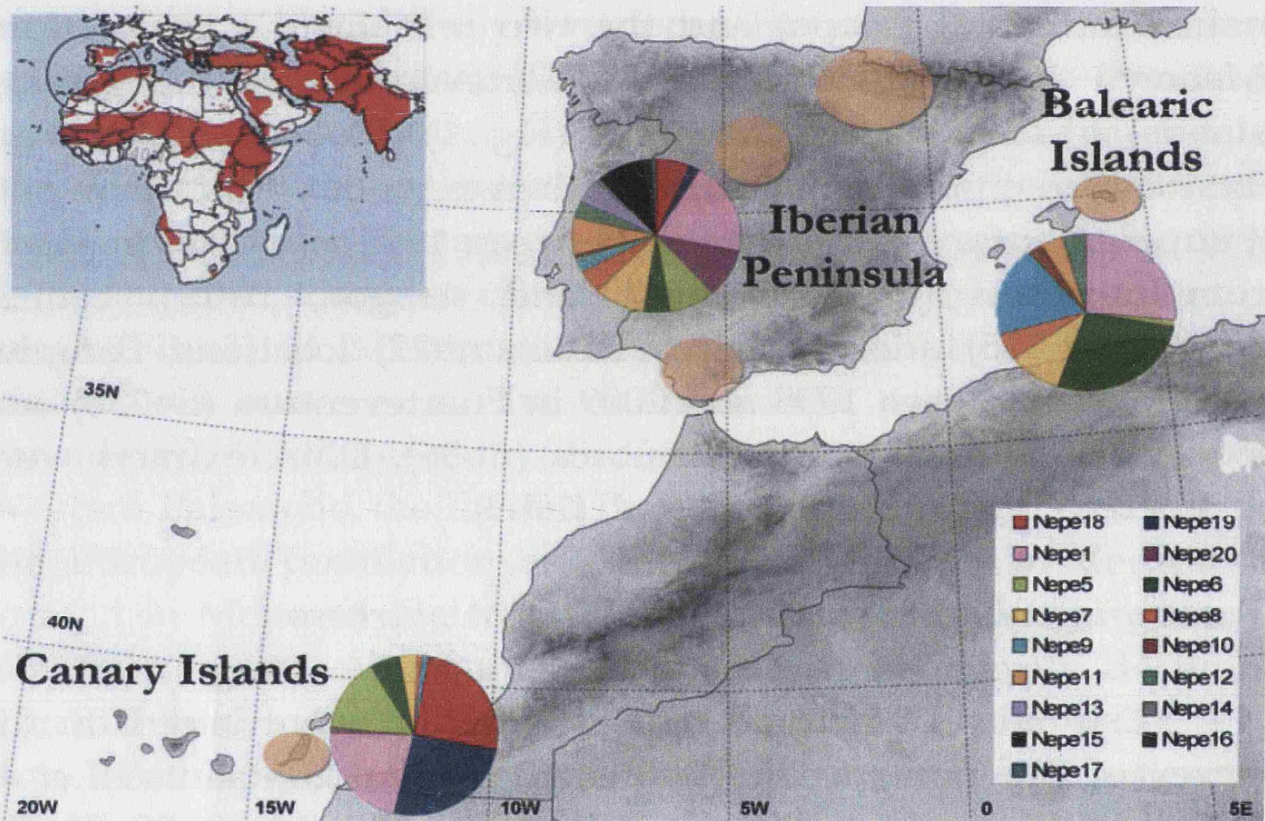 Balearic
Islands
Iberian
Peninsula
35N
40N
Canary Islands
Nepe18 Nepe19
Nepe1 Nepe20
Nepe5 Nepe6
Nepe7 Nepe8
Nepe9 Nepe10
Nepe11 Nepe12
Nepe13 Nepe14
Nepe15 Nepe16
Nepe17
20W 15W 10W 5W 0 5E